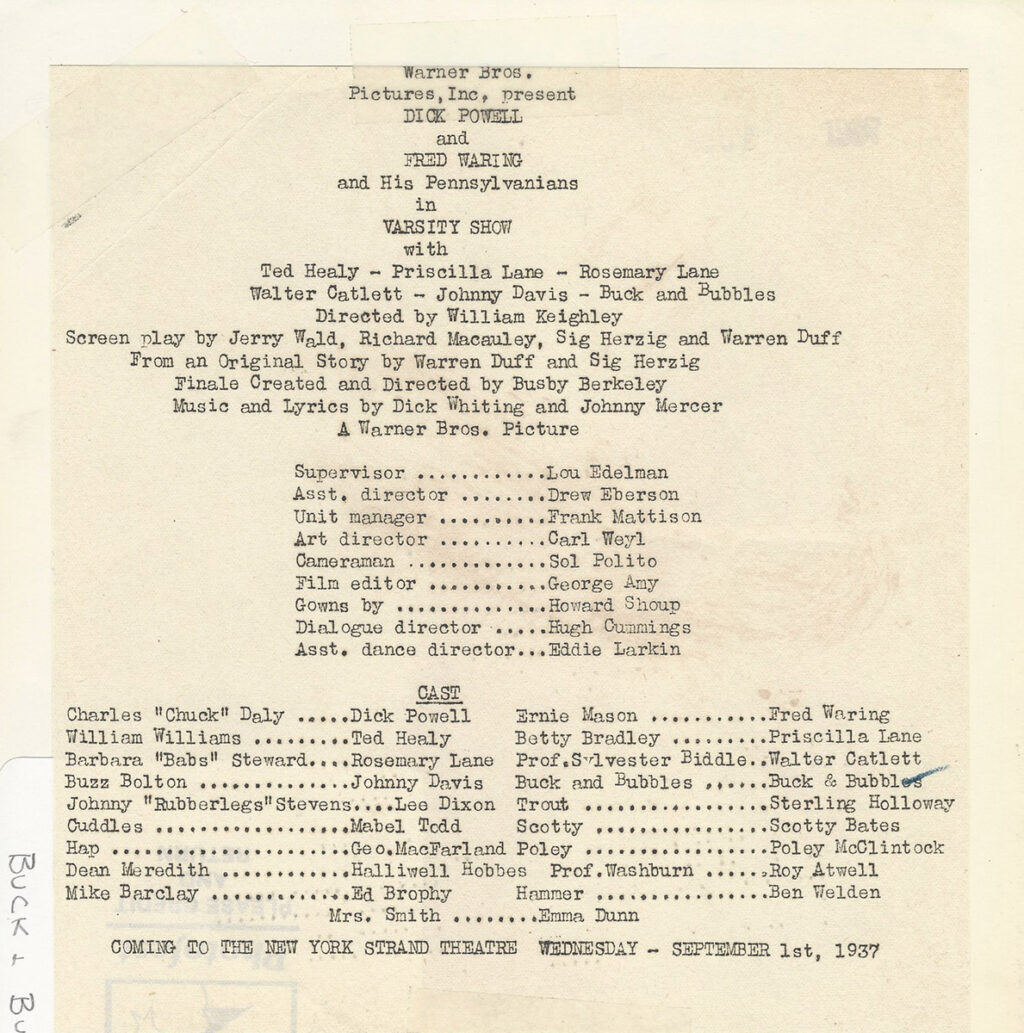 Warner Bros.
Pictures,Inc. present
DICK POWELL
and
FRED WARING
and His Pennsylvanians
in
VARSITY SHOW
with
Ted Healy - Priscilla Lane - Rosemary Lane
Walter Catlett - Johnny Davis - Buck and Bubbles
Directed by William Keighley
Screen play by Jerry Wald, Richard Macauley, Sig Herzig and Warren Duff
From an Original Story by Warren Duff and Sig Herzig
Finale Created and Directed by Busby Berkeley
Music and Lyrics by Dick Whiting and Johnny Mercer
A Warner Bros. Picture
Supervisor ............Lou Edelman
Asst. director ........Drew Eberson
Unit manager ..........Frank Mattison
Art director ..........Carl Weyl
Cameraman .............Sol Polito
Film editor ...........George Amy
Gowns by ..............Howard Shoup
Dialogue director .....Hugh Cummings
Asst. dance director...Eddie Larkin
CAST
Charles "Chuck" Daly .....Dick Powell Ernie Mason ...........Fred Waring
William Williams .........Ted Healy Betty Bradley .........Priscilla Lane
Barbara "Babs" Steward....Rosemary Lane Prof.Sylvester Biddle..Walter Catlett
Buzz Bolton ..............Johnny Davis Buck and Bubbles ......Buck & Bubbles
Johnny "Rubberlegs"Stevens....Lee Dixon Trout .................Sterling Holloway
Cuddles ..................Mabel Todd Scotty ................Scotty Bates
Hap ......................Geo.MacFarland Poley .................Poley McClintock
Dean Meredith ............Halliwell Hobbes Prof.Washburn ......Roy Atwell
Mike Barclay .............Ed Brophy Hammer ................Ben Welden
Mrs. Smith ........Emma Dunn
COMING TO THE NEW YORK STRAND THEATRE WEDNESDAY - SEPTEMBER 1st, 1937
BUCK + BU